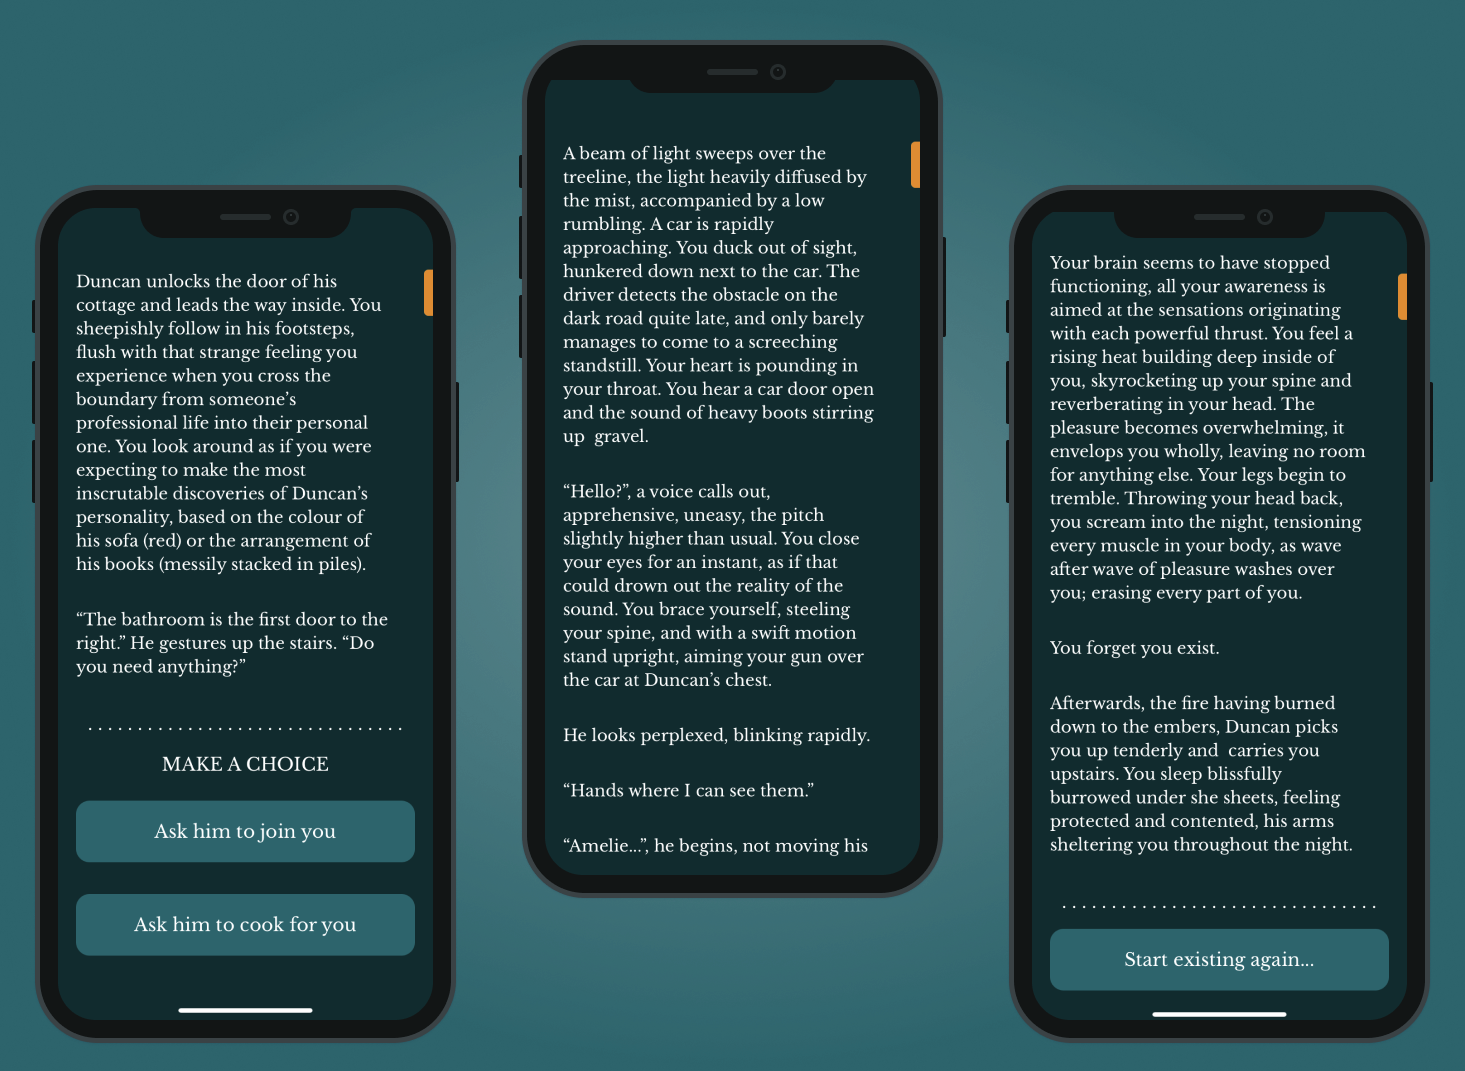 Duncan unlocks the door of his
cottage and leads the way inside. You
sheepishly follow in his footsteps,
flush with that strange feeling you
experience when you cross the
boundary from someone’s
professional life into their personal
one. You look around as if you were
expecting to make the most
inscrutable discoveries of Duncan’s
personality, based on the colour of
his sofa (red) or the arrangement of
his books (messily stacked in piles).
“The bathroom is the first door to the
right.” He gestures up the stairs. “Do
you need anything?”
MAKE A CHOICE
Ask him to join you
Ask him to cook for you
A beam of light sweeps over the
treeline, the light heavily diffused by
the mist, accompanied by a low
rumbling. A car is rapidly
approaching. You duck out of sight,
hunkered down next to the car. The
driver detects the obstacle on the
dark road quite late, and only barely
manages to come to a screeching
standstill. Your heart is pounding in
your throat. You hear a car door open
and the sound of heavy boots stirring
up  gravel.
“Hello?”, a voice calls out,
apprehensive, uneasy, the pitch
slightly higher than usual. You close
your eyes for an instant, as if that
could drown out the reality of the
sound. You brace yourself, steeling
your spine, and with a swift motion
stand upright, aiming your gun over
the car at Duncan’s chest.
He looks perplexed, blinking rapidly.
“Hands where I can see them.”
“Amelie...”, he begins, not moving his
Your brain seems to have stopped
functioning, all your awareness is
aimed at the sensations originating
with each powerful thrust. You feel a
rising heat building deep inside of
you, skyrocketing up your spine and
reverberating in your head. The
pleasure becomes overwhelming, it
envelops you wholly, leaving no room
for anything else. Your legs begin to
tremble. Throwing your head back,
you scream into the night, tensioning
every muscle in your body, as wave
after wave of pleasure washes over
you; erasing every part of you.
You forget you exist.
Afterwards, the fire having burned
down to the embers, Duncan picks
you up tenderly and  carries you
upstairs. You sleep blissfully
burrowed under she sheets, feeling
protected and contented, his arms
sheltering you throughout the night.
Start existing again...